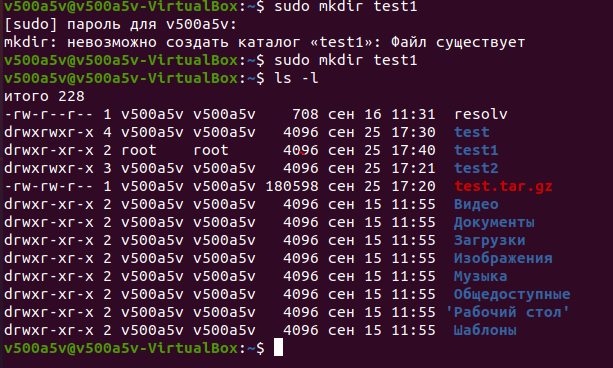 v500a5v@v500a5v-VirtualBox:~$ sudo mkdir test1
[sudo] пароль для v500a5v:
mkdir: невозможно создать каталог «test1»: Файл существует
v500a5v@v500a5v-VirtualBox:~$ sudo mkdir test1
v500a5v@v500a5v-VirtualBox:~$ ls -l
итого 228
-rw-r--r-- 1 v500a5v v500a5v    708 сен 16 11:31  resolv
drwxrwxr-x 4 v500a5v v500a5v   4096 сен 25 17:30  test
drwxr-xr-x 2 root    root      4096 сен 25 17:40  test1
drwxrwxr-x 3 v500a5v v500a5v   4096 сен 25 17:21  test2
-rw-rw-r-- 1 v500a5v v500a5v 180598 сен 25 17:20  test.tar.gz
drwxr-xr-x 2 v500a5v v500a5v   4096 сен 15 11:55  Видео
drwxr-xr-x 2 v500a5v v500a5v   4096 сен 15 11:55  Документы
drwxr-xr-x 2 v500a5v v500a5v   4096 сен 15 11:55  Загрузки
drwxr-xr-x 2 v500a5v v500a5v   4096 сен 15 11:55  Изображения
drwxr-xr-x 2 v500a5v v500a5v   4096 сен 15 11:55  Музыка
drwxr-xr-x 2 v500a5v v500a5v   4096 сен 15 11:55  Общедоступные
drwxr-xr-x 2 v500a5v v500a5v   4096 сен 15 11:55 'Рабочий стол'
drwxr-xr-x 2 v500a5v v500a5v   4096 сен 15 11:55  Шаблоны
v500a5v@v500a5v-VirtualBox:~$